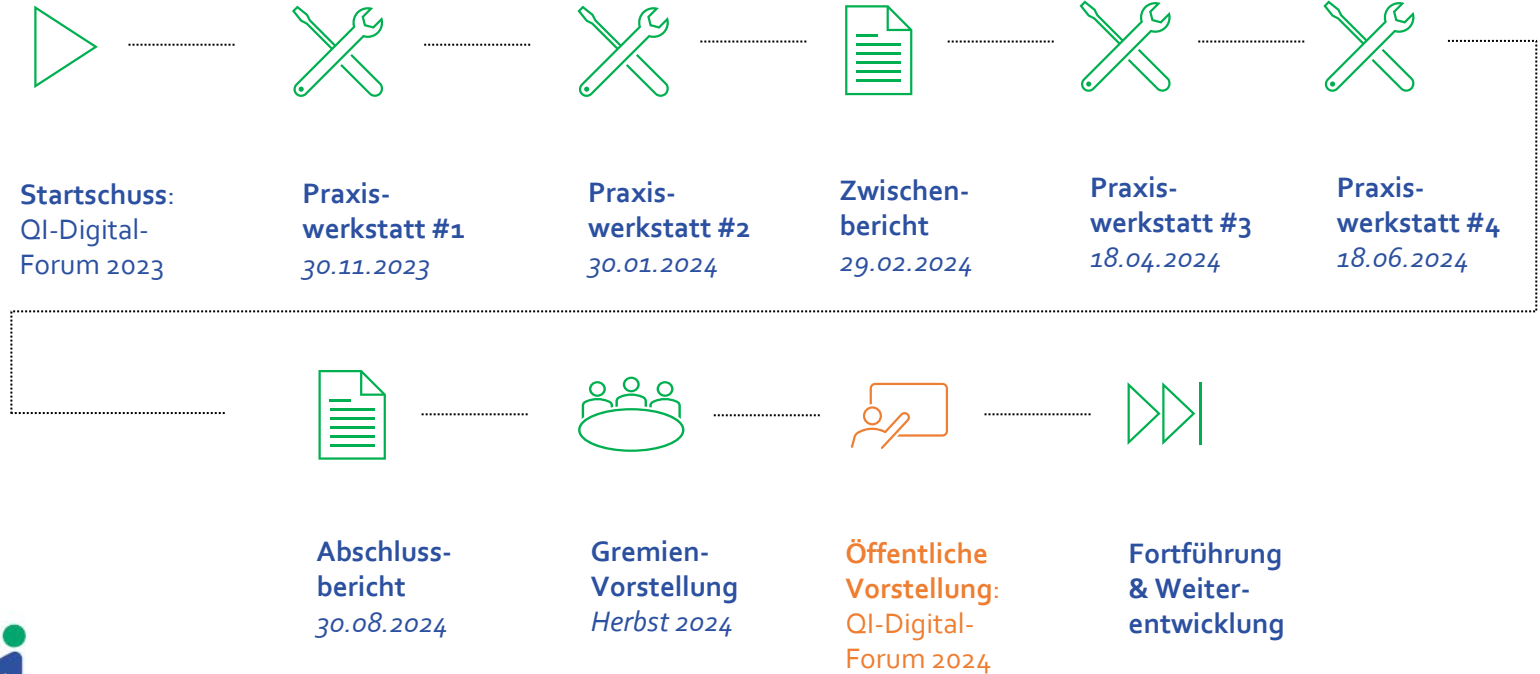 Startschuss:
QI-Digital-
Forum 2023
Praxis-
werkstatt #1
30.11.2023
Praxis-
werkstatt #2
30.01.2024
Zwischen-
bericht
29.02.2024
Praxis-
werkstatt #3
18.04.2024
Praxis-
werkstatt #4
18.06.2024
Abschluss-
bericht
30.08.2024
Gremien-
Vorstellung
Herbst 2024
Öffentliche
Vorstellung:
QI-Digital-
Forum 2024
Fortführung
& Weiter-
entwicklung